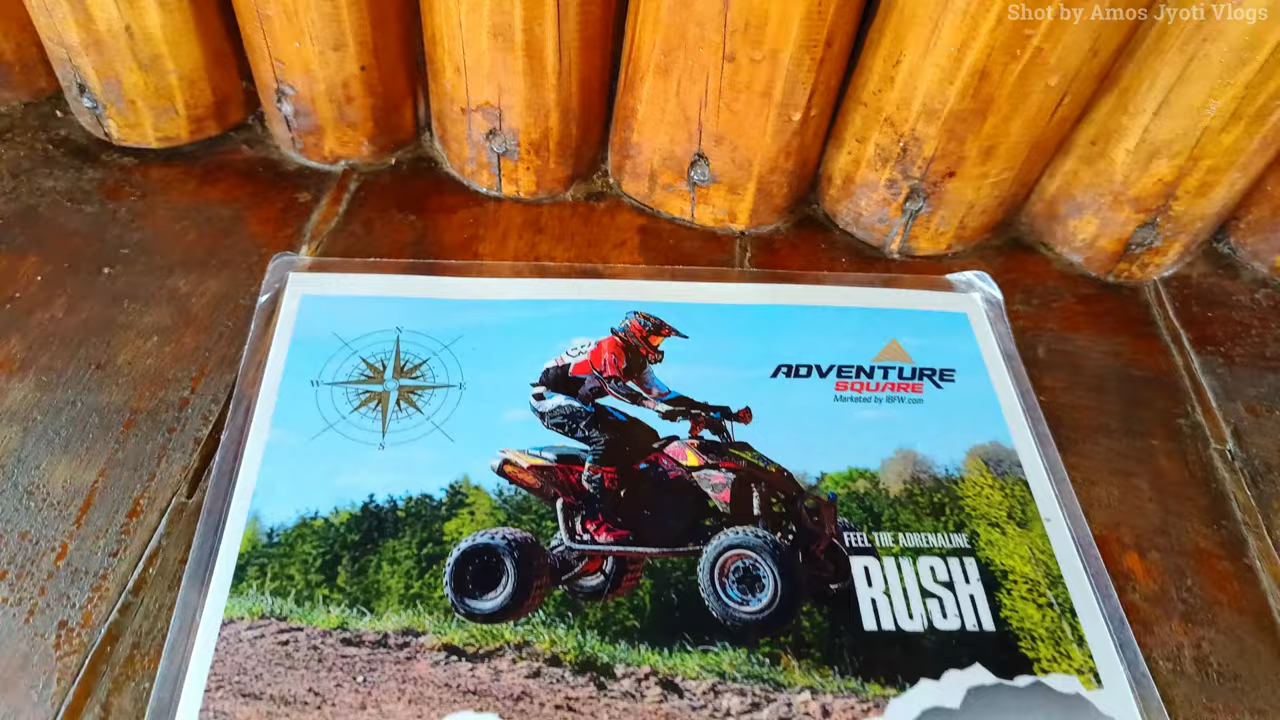 Shot by Amos Jyoti Vlogs
N
W
E
S
ADVENTURE
SQUARE
Marketed by IBFW.com
FEEL THE ADRENALINE
RUSH